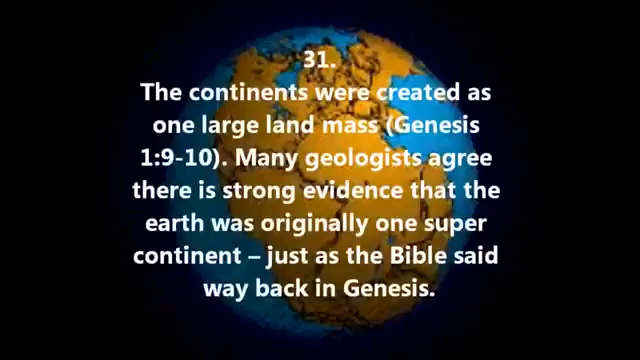 31.
The continents were created as
one large land mass (Genesis
1:9-10). Many geologists agree
there is strong evidence that the
earth was originally one super
continent – just as the Bible said
way back in Genesis.